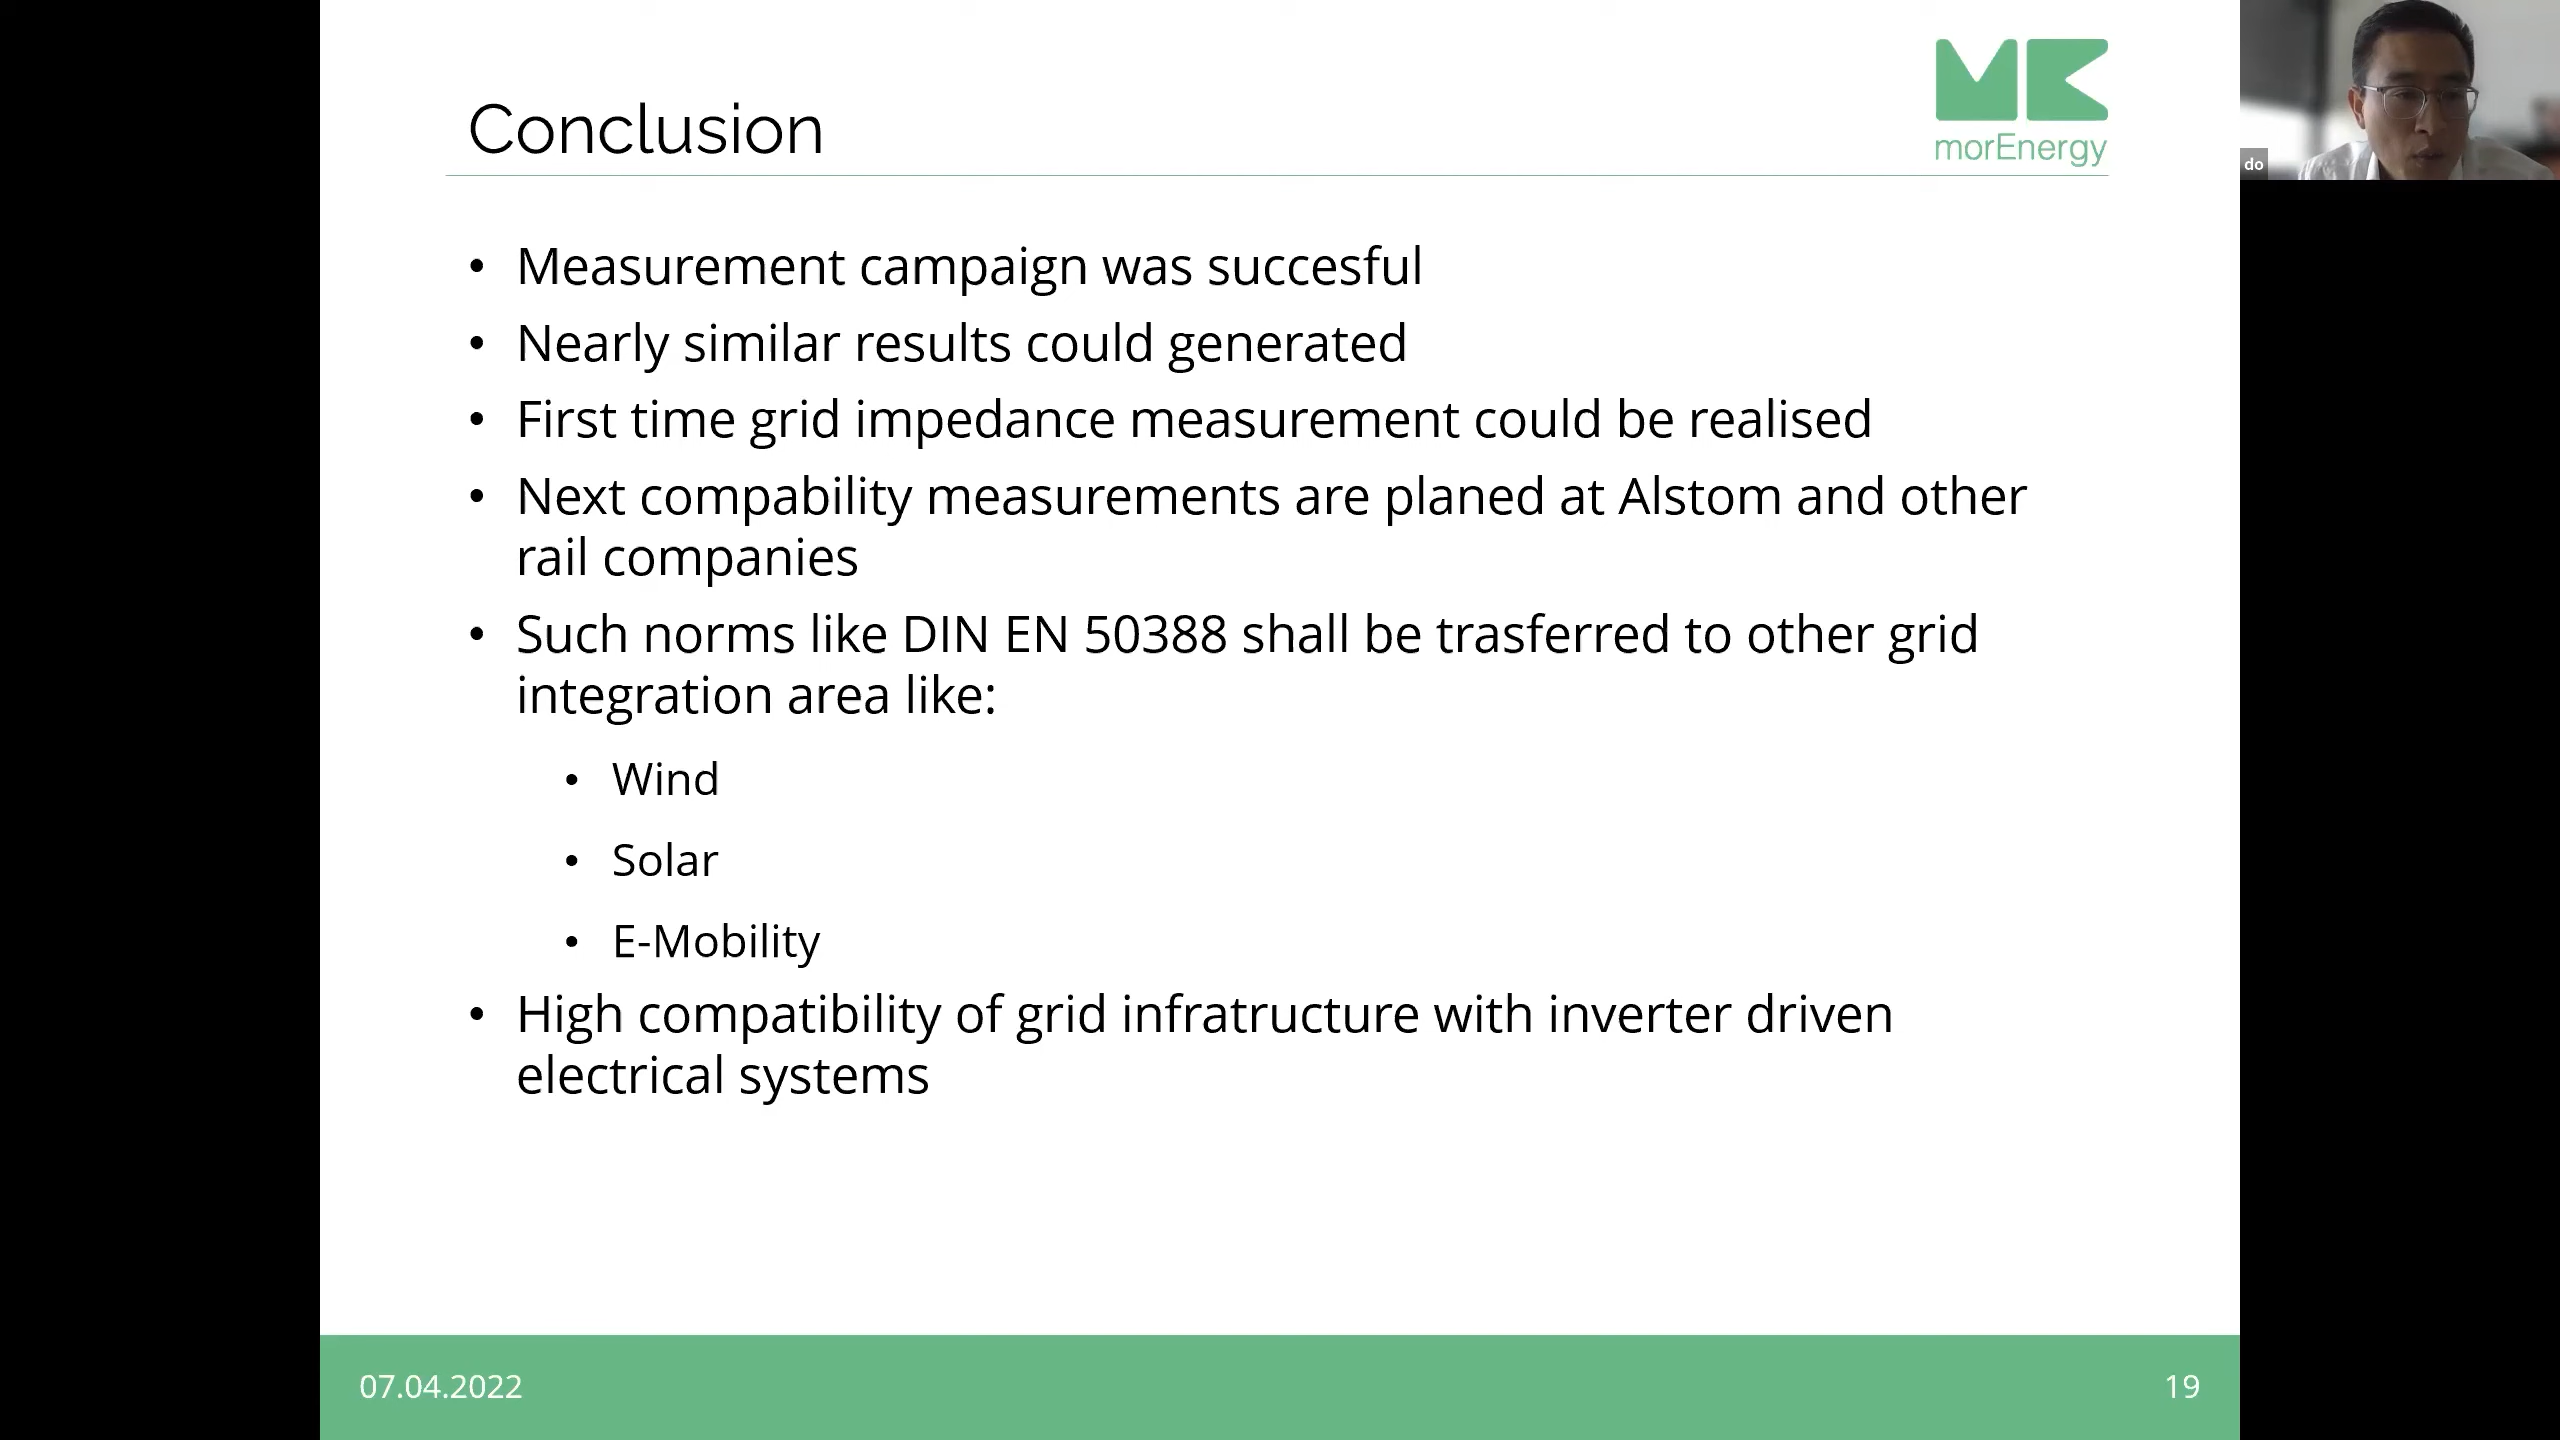 Conclusion
morEnergy
do
• Measurement campaign was succesful
• Nearly similar results could generated
• First time grid impedance measurement could be realised
• Next compability measurements are planed at Alstom and other
rail companies
• Such norms like DIN EN 50388 shall be trasferred to other grid
integration area like:
• Wind
• Solar
• E-Mobility
• High compatibility of grid infratructure with inverter driven
electrical systems
07.04.2022
19